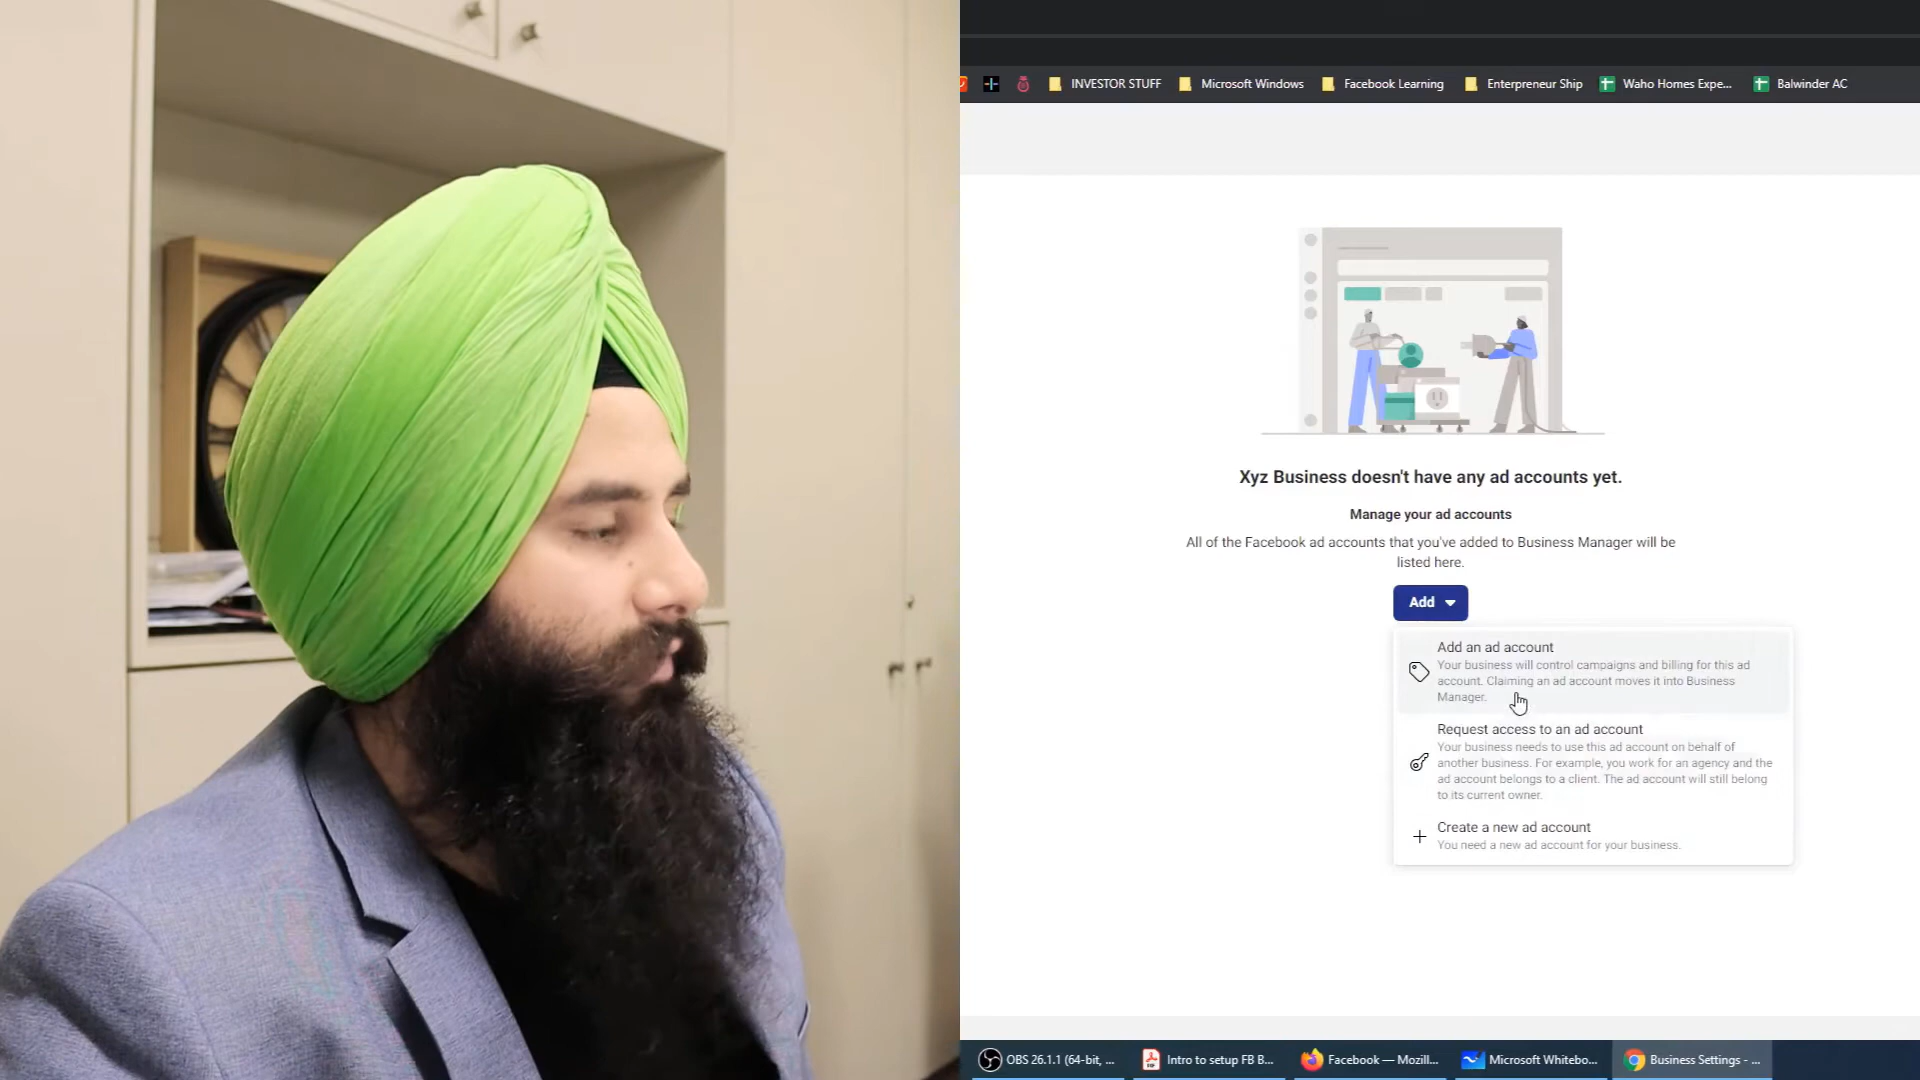 INVESTOR STUFF Microsoft Windows Facebook Learning Enterpreneur Ship Waho Homes Expe... Balwinder AC
Xyz Business doesn't have any ad accounts yet.
Manage your ad accounts
All of the Facebook ad accounts that you've added to Business Manager will be
listed here.
Add
Add an ad account
Your business will control campaigns and billing for this ad
account. Claiming an ad account moves it into Business
Manager.
Request access to an ad account
Your business needs to use this ad account on behalf of
another business. For example, you work for an agency and the
ad account belongs to a client. The ad account will still belong
to its current owner.
Create a new ad account
You need a new ad account for your business.
OBS 26.1.1 (64-bit, ... Intro to setup FB B... Facebook — Mozill... Microsoft Whitebo... Business Settings - ...